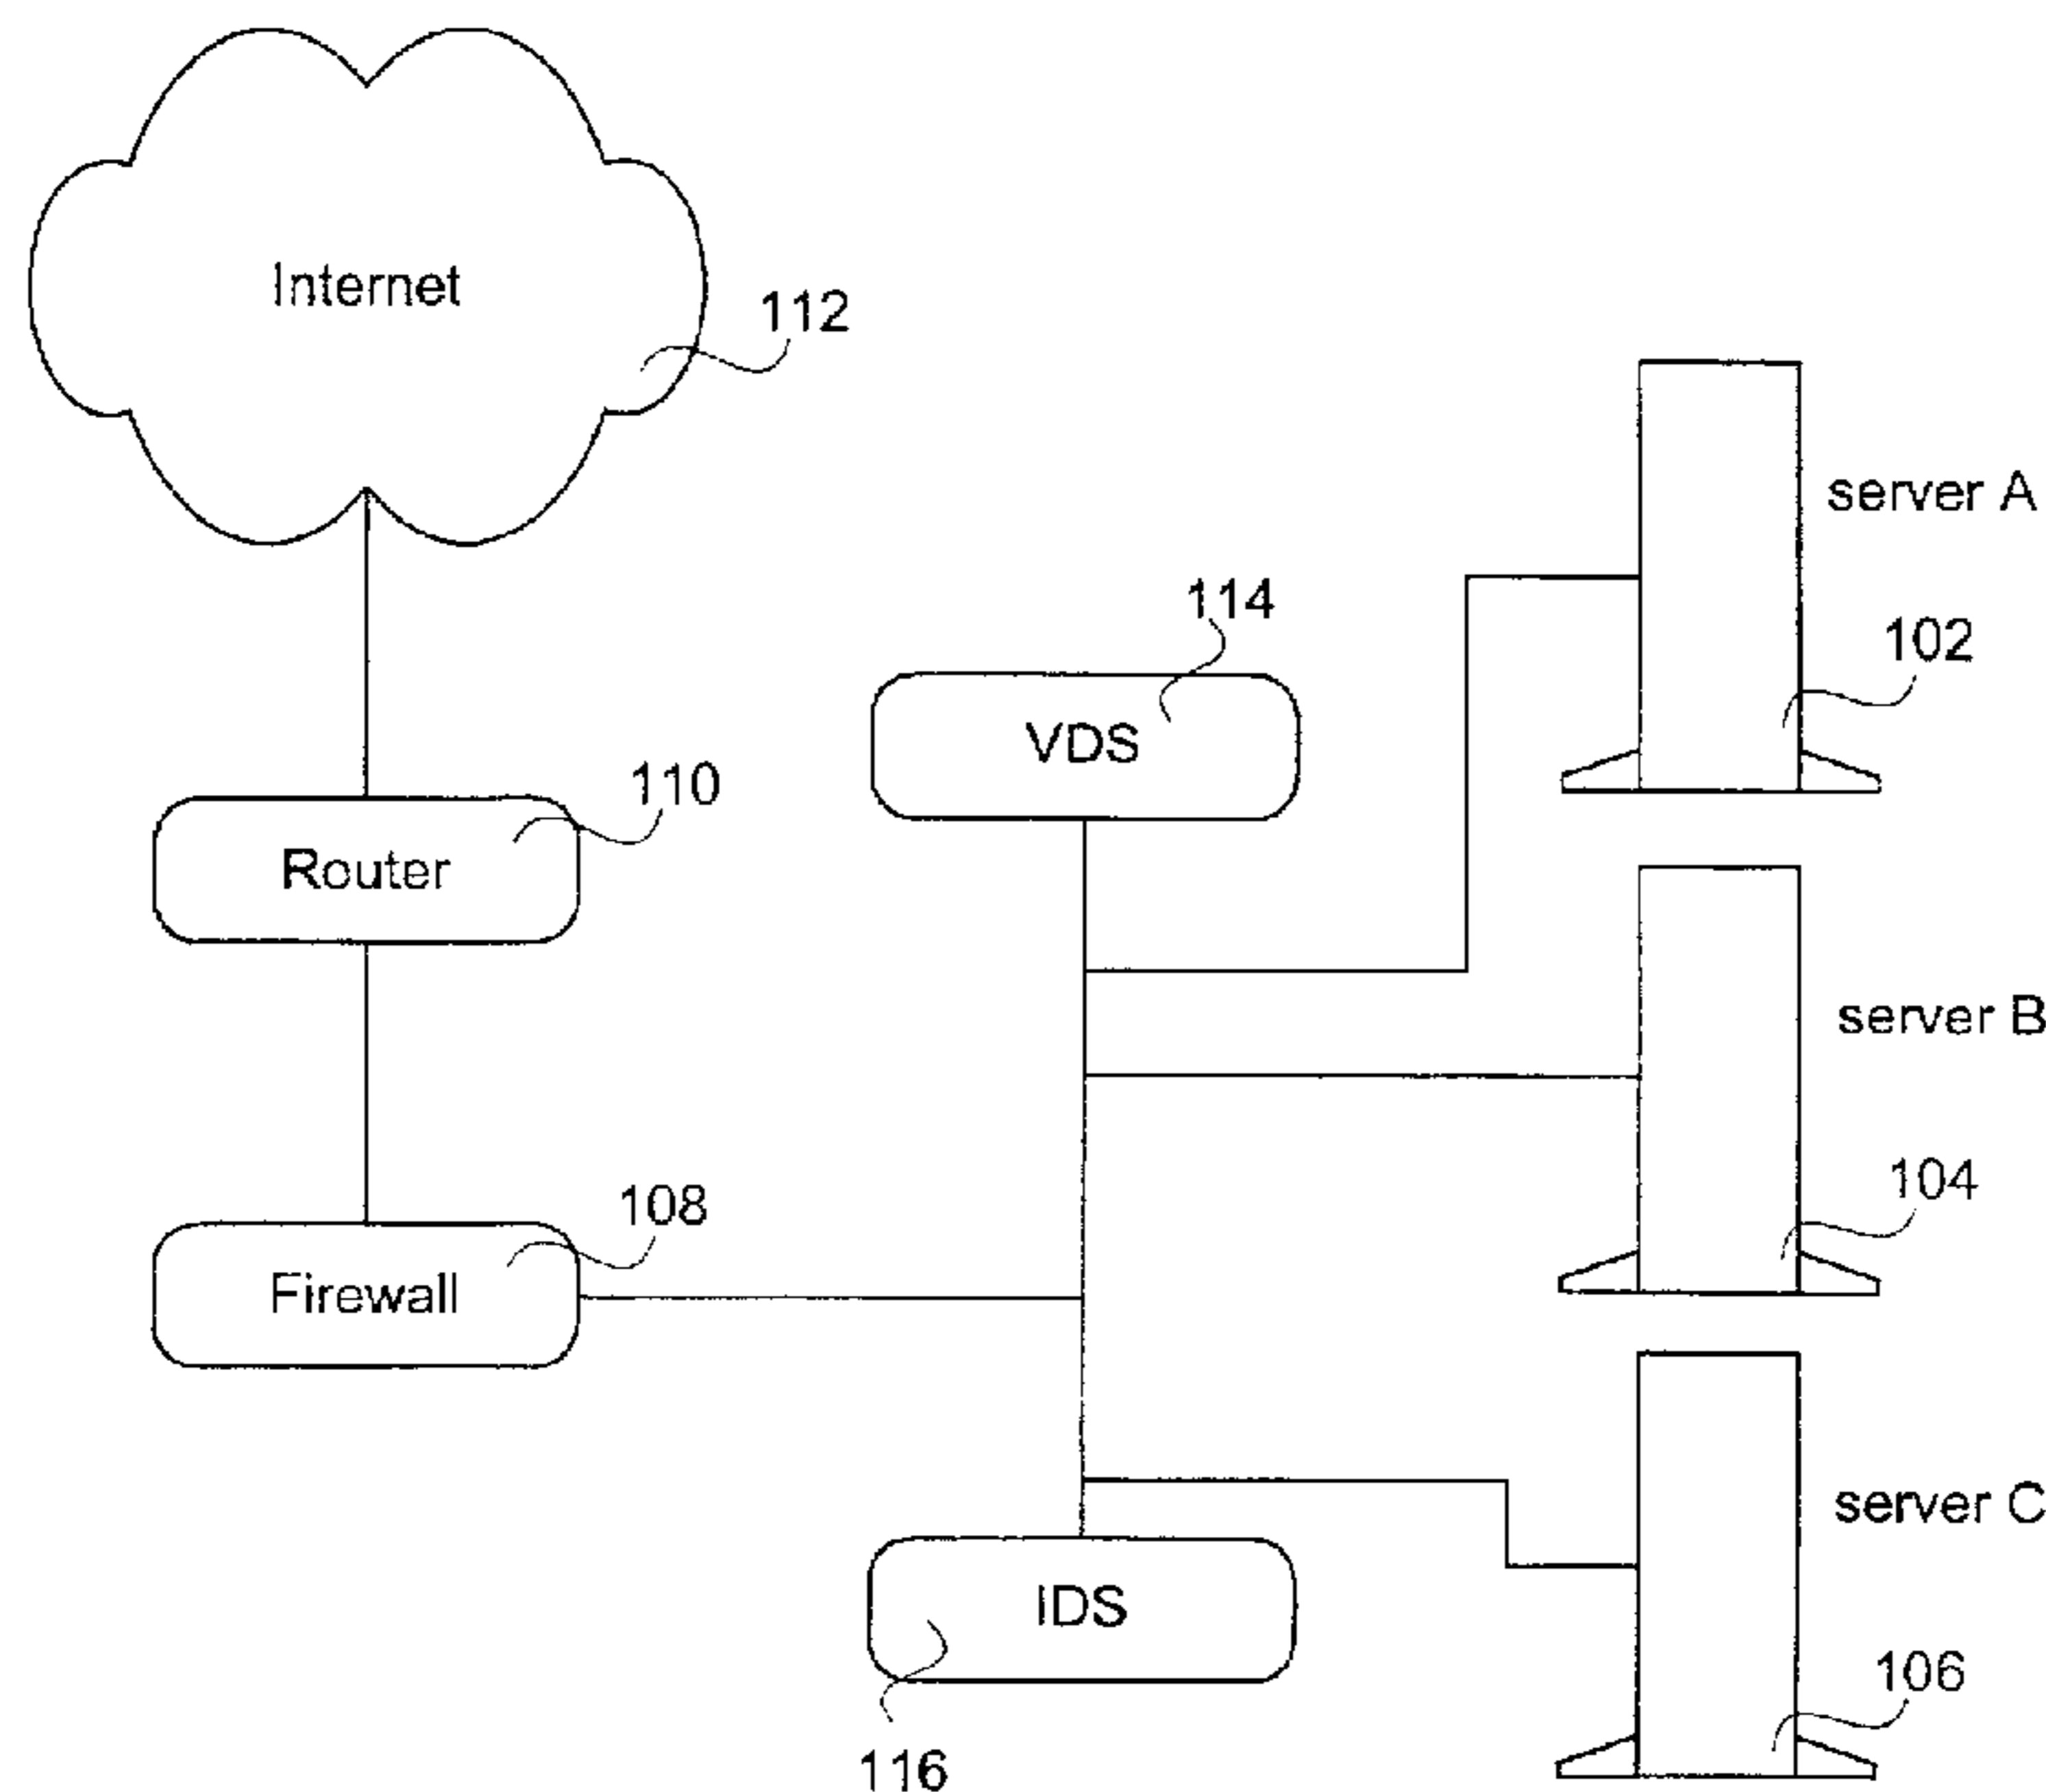 Internet
112
server A
114
102
VDS
110
Router
server B
104
108
Firewall
server C
IDS
106
116